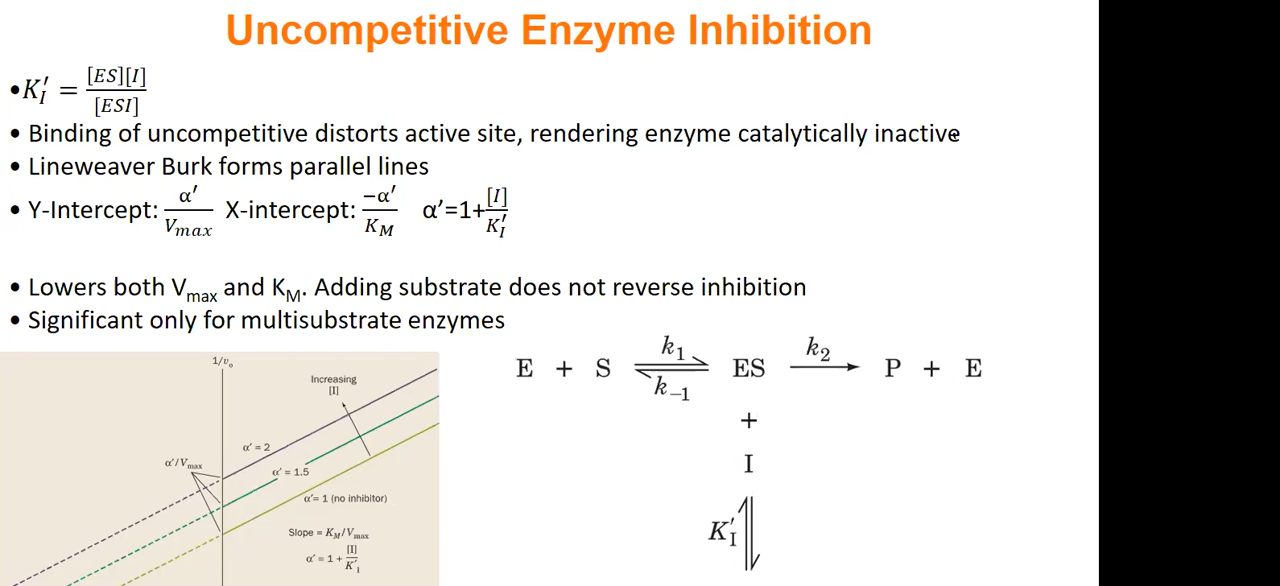 Uncompetitive Enzyme Inhibition
•K′I = [ES][I]/[ESI]
• Binding of uncompetitive distorts active site, rendering enzyme catalytically inactive
• Lineweaver Burk forms parallel lines
• Y-Intercept: α′/Vmax X-intercept: −α′/KM α′=1+[I]/K′I
• Lowers both Vmax and KM. Adding substrate does not reverse inhibition
• Significant only for multisubstrate enzymes
1/vo
Increasing
[I]
α′ = 2
α′/Vmax
α′ = 1.5
α′= 1 (no inhibitor)
Slope = KM/Vmax
α′ = 1 + [I]/K′I
k1 k2
E + S ES P + E
k−1
+
I
K′I